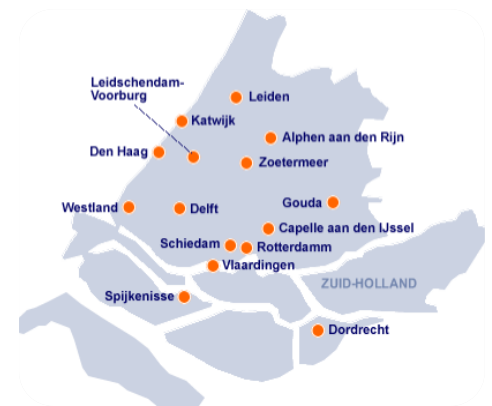 Leidschendam-
Voorburg
Leiden
Katwijk
Alphen aan den Rijn
Den Haag
Zoetermeer
Westland
Delft
Gouda
Capelle aan den IJssel
Schiedam
Rotterdamm
Vlaardingen
ZUID-HOLLAND
Spijkenisse
Dordrecht